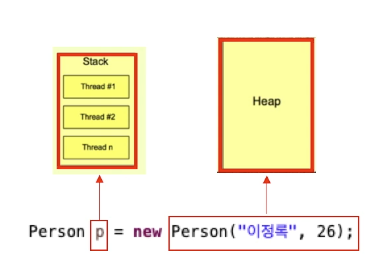 Stack
Thread #1
Thread #2
Thread n
Heap
Person p = new Person("이정록", 26);